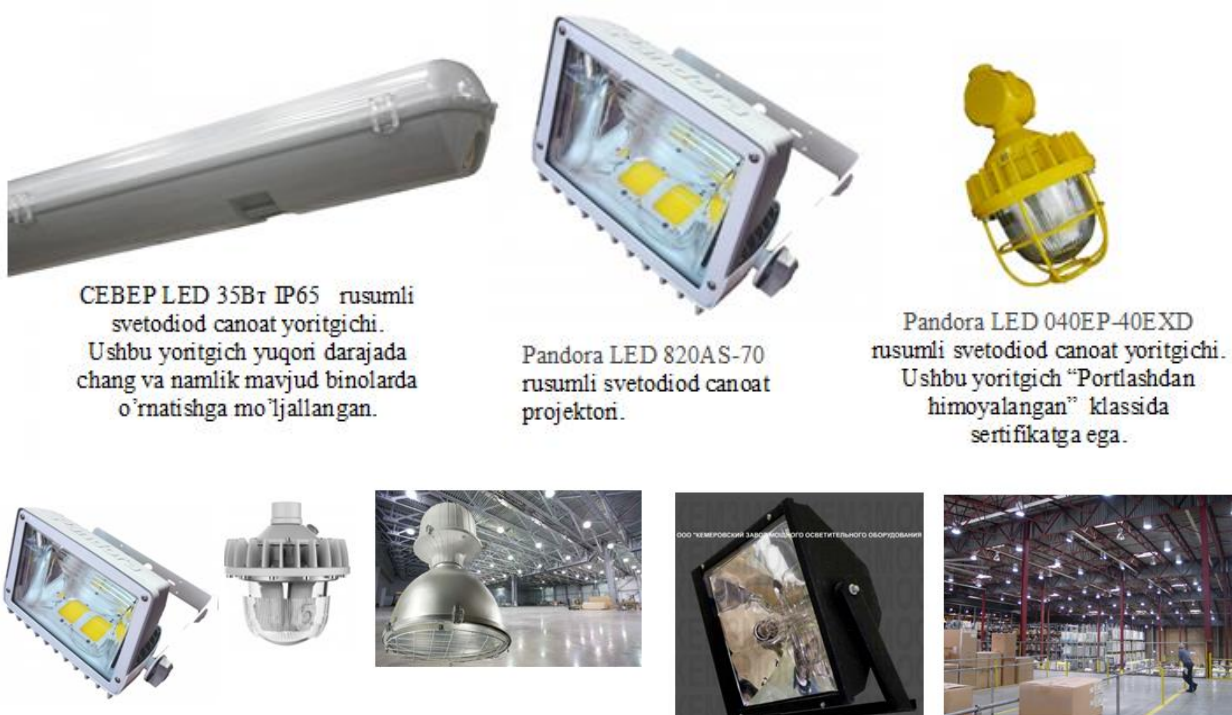 СЕВЕР LED 35Вт IP65 rusumli
svetodiod canoat yoritgichi.
Ushbu yoritgich yuqori darajada
chang va namlik mavjud binolarda
o’rnatishga mo’ljallangan.
Pandora LED 820AS-70
rusumli svetodiod canoat
projektori.
Pandora LED 040EP-40EXD
rusumli svetodiod canoat yoritgichi.
Ushbu yoritgich “Portlashdan
himoyalangan” klassida
sertifikatga ega.
ООО "КЕМЕРОВСКИЙ ЗАВОД МОЩНОГО ОСВЕТИТЕЛЬНОГО ОБОРУДОВАНИЯ